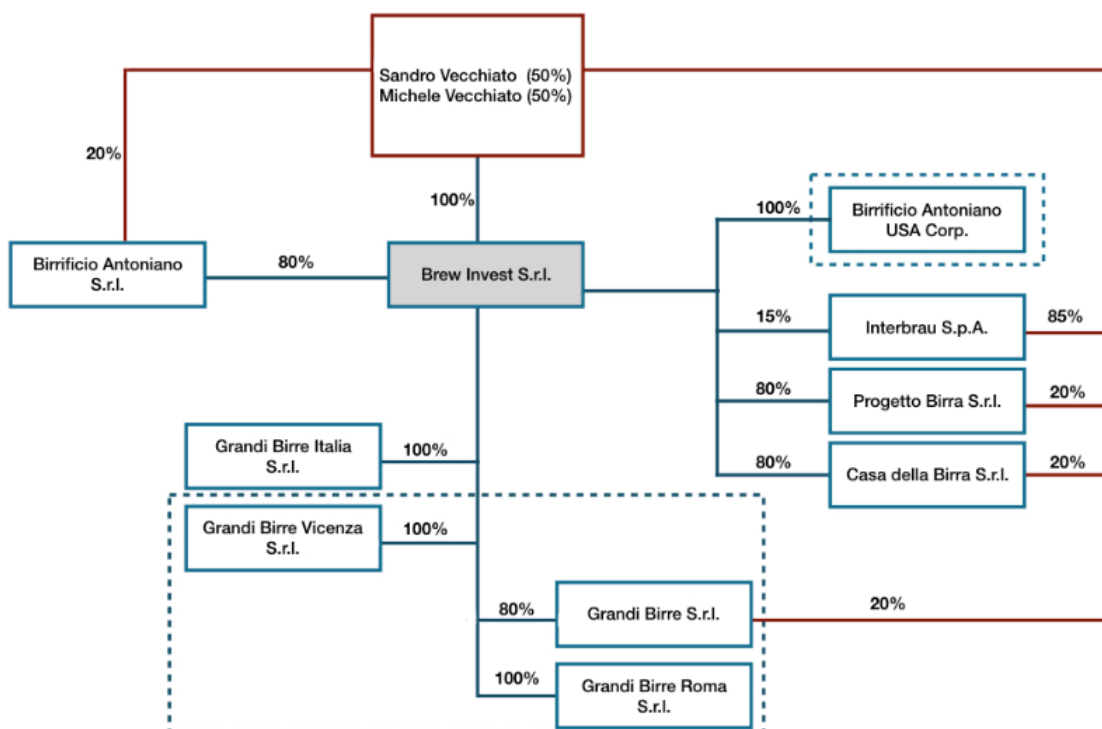 Sandro Vecchiato (50%)
Michele Vecchiato (50%)
20%
100%
100%
Birrificio Antoniano
USA Corp.
Birrificio Antoniano
S.r.l.
80%
Brew Invest S.r.l.
15%
Interbrau S.p.A.
85%
80%
Progetto Birra S.r.l.
20%
Grandi Birre Italia
S.r.l.
100%
80%
Casa della Birra S.r.l.
20%
Grandi Birre Vicenza
S.r.l.
100%
80%
Grandi Birre S.r.l.
20%
100%
Grandi Birre Roma
S.r.l.